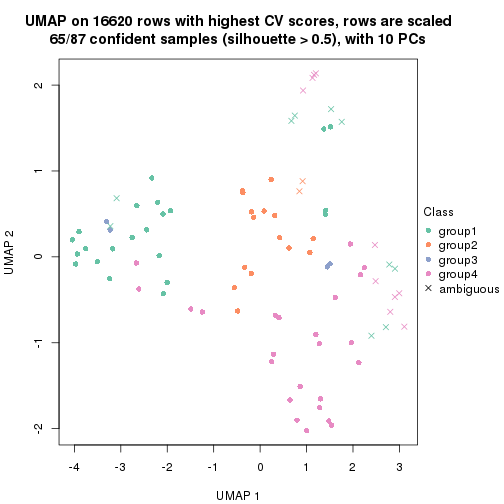 UMAP on 16620 rows with highest CV scores, rows are scaled
65/87 confident samples (silhouette > 0.5), with 10 PCs
UMAP 2
2
1
0
-1
-2
-4
-3
-2
-1
0
1
2
3
UMAP 1
Class
group1
group2
group3
group4
ambiguous